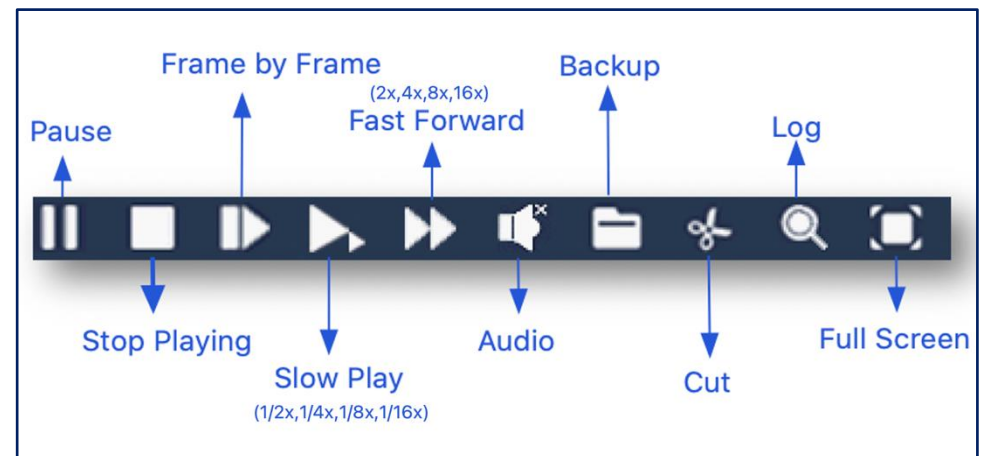 Frame by Frame
Backup
(2x,4x,8x,16x)
Fast Forward
Pause
Log
Stop Playing
Audio
Full Screen
Slow Play
Cut
(1/2x,1/4x,1/8x,1/16x)